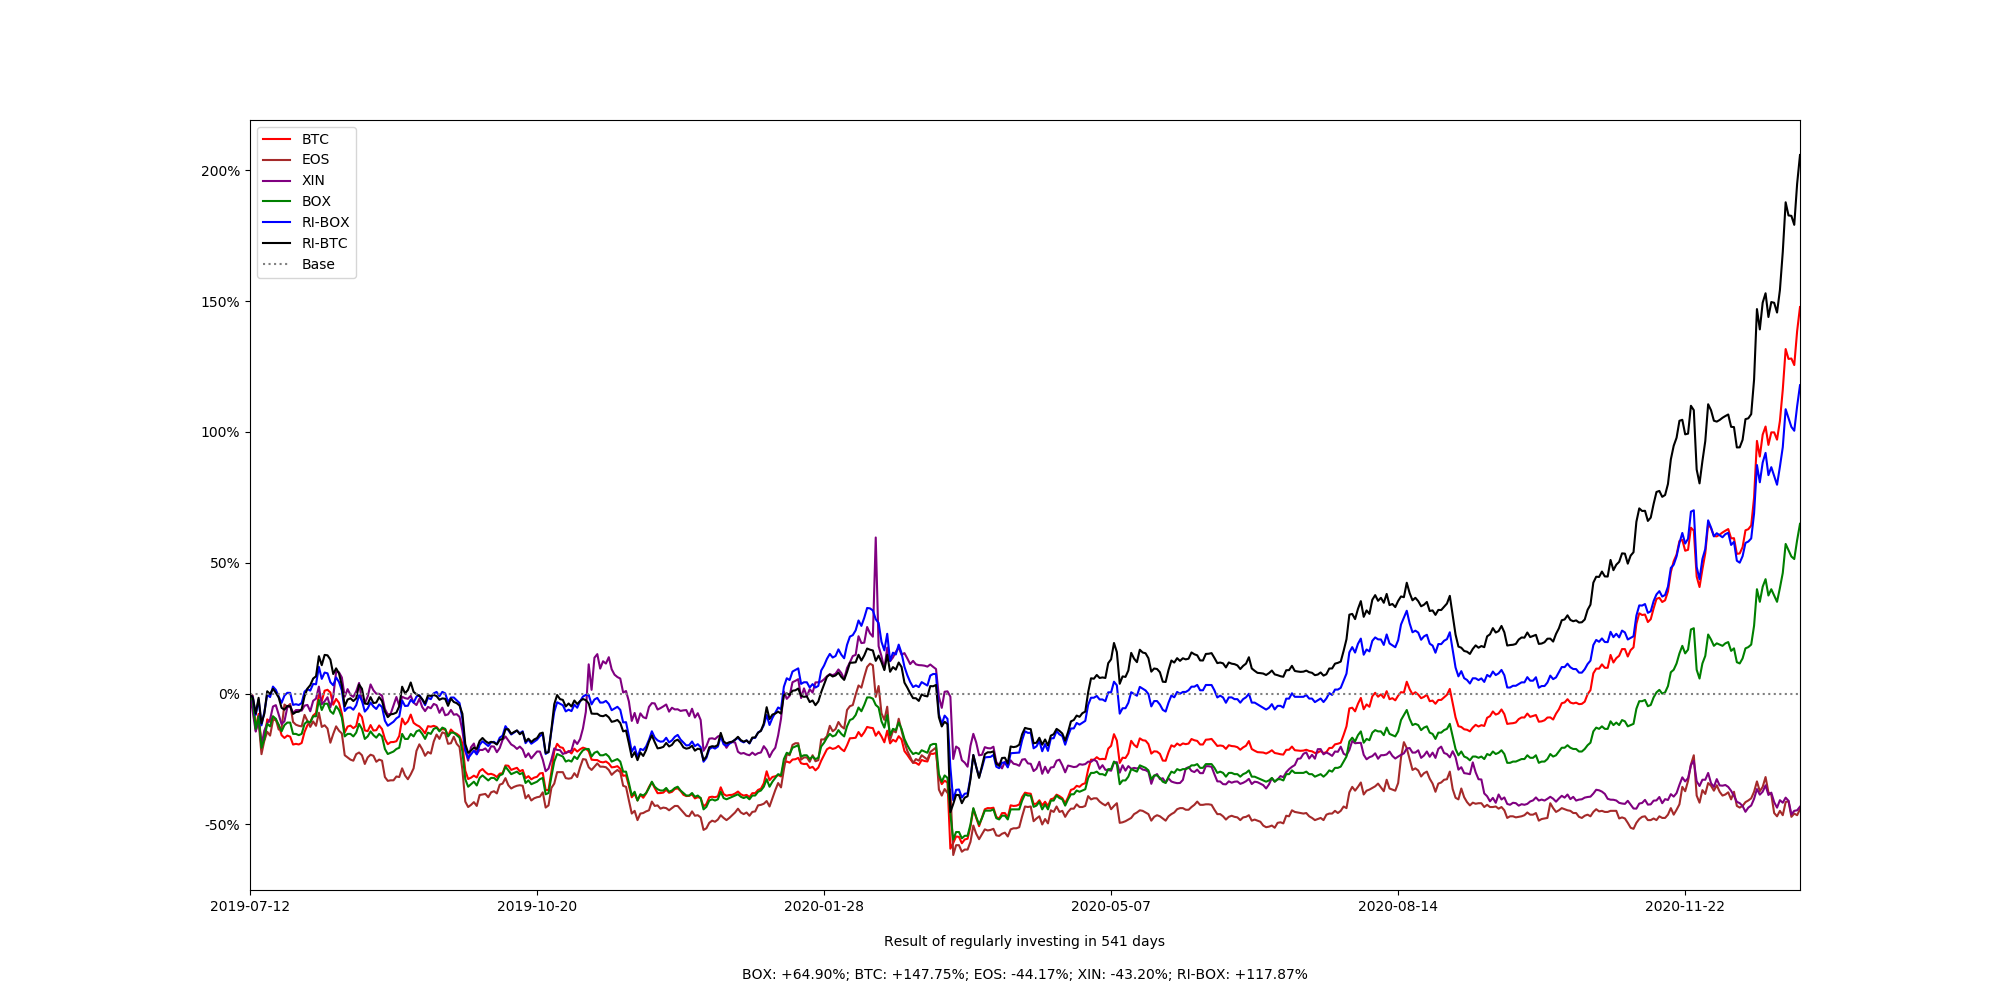 BTC
EOS
XIN
BOX
RI-BOX
RI-BTC
Base
200%
150%
100%
50%
0%
-50%
2019-07-12 2019-10-20 2020-01-28 2020-05-07 2020-08-14 2020-11-22
Result of regularly investing in 541 days
BOX: +64.90%; BTC: +147.75%; EOS: -44.17%; XIN: -43.20%; RI-BOX: +117.87%